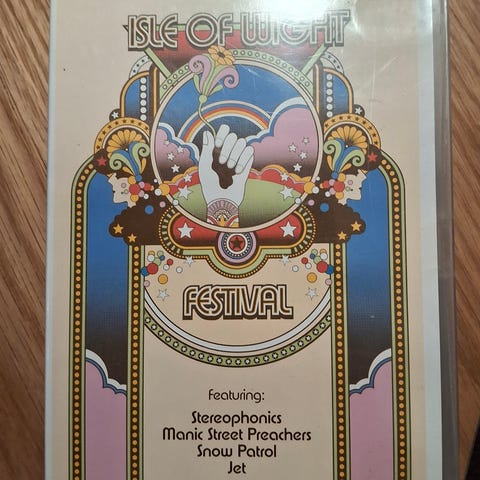 ISLE OF WIGHT
FESTIVAL
Featuring:
Stereophonics
Manic Street Preachers
Snow Patrol
Jet